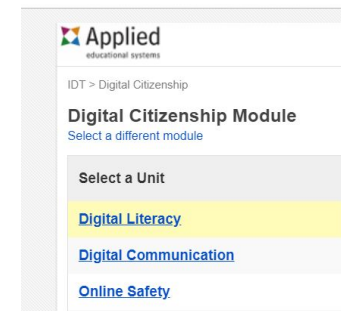 Applied
educational systems
IDT > Digital Citizenship
Digital Citizenship Module
Select a different module
Select a Unit
Digital Literacy
Digital Communication
Online Safety